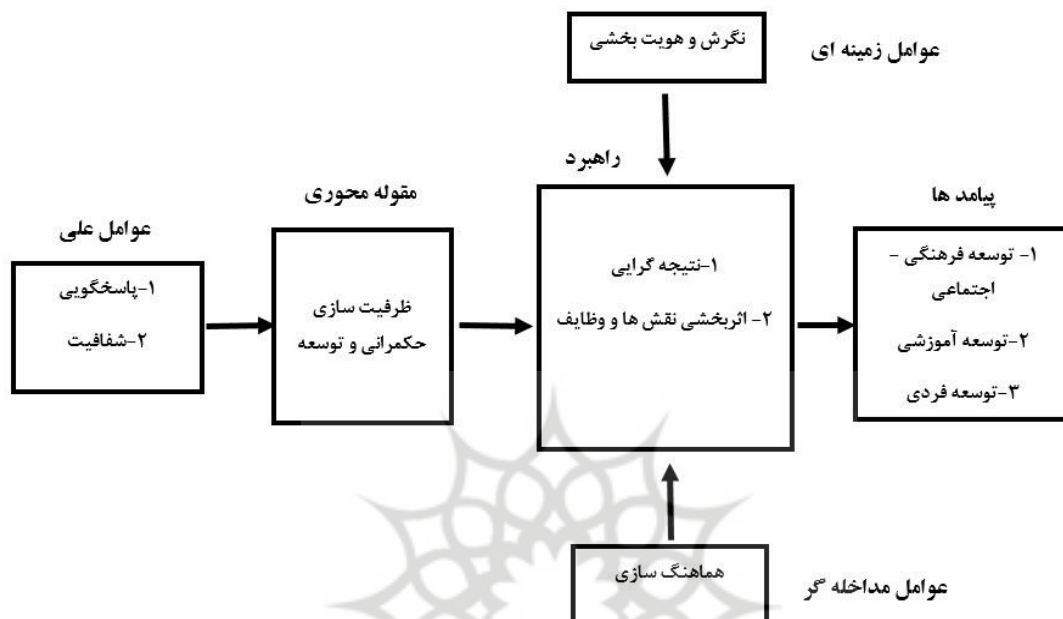 نگرش و هویت بخشی
عوامل زمینه ای
راهبرد
مقوله محوری
پیامد ها
عوامل علی
۱-پاسخگویی
۲-شفافیت
ظرفیت سازی
حکمرانی و توسعه
۱-نتیجه گرایی
۲- اثربخشی نقش ها و وظایف
۱- توسعه فرهنگی -
اجتماعی
۲-توسعه آموزشی
۳-توسعه فردی
هماهنگ سازی
عوامل مداخله گر